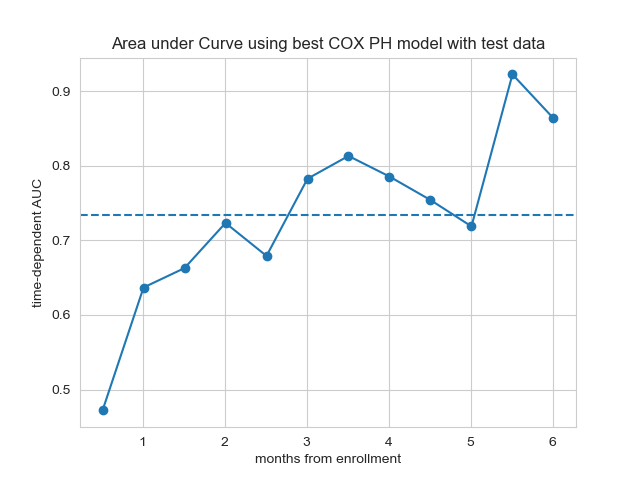 Area under Curve using best COX PH model with test data
time-dependent AUC
0.9
0.8
0.7
0.6
0.5
1 2 3 4 5 6
months from enrollment